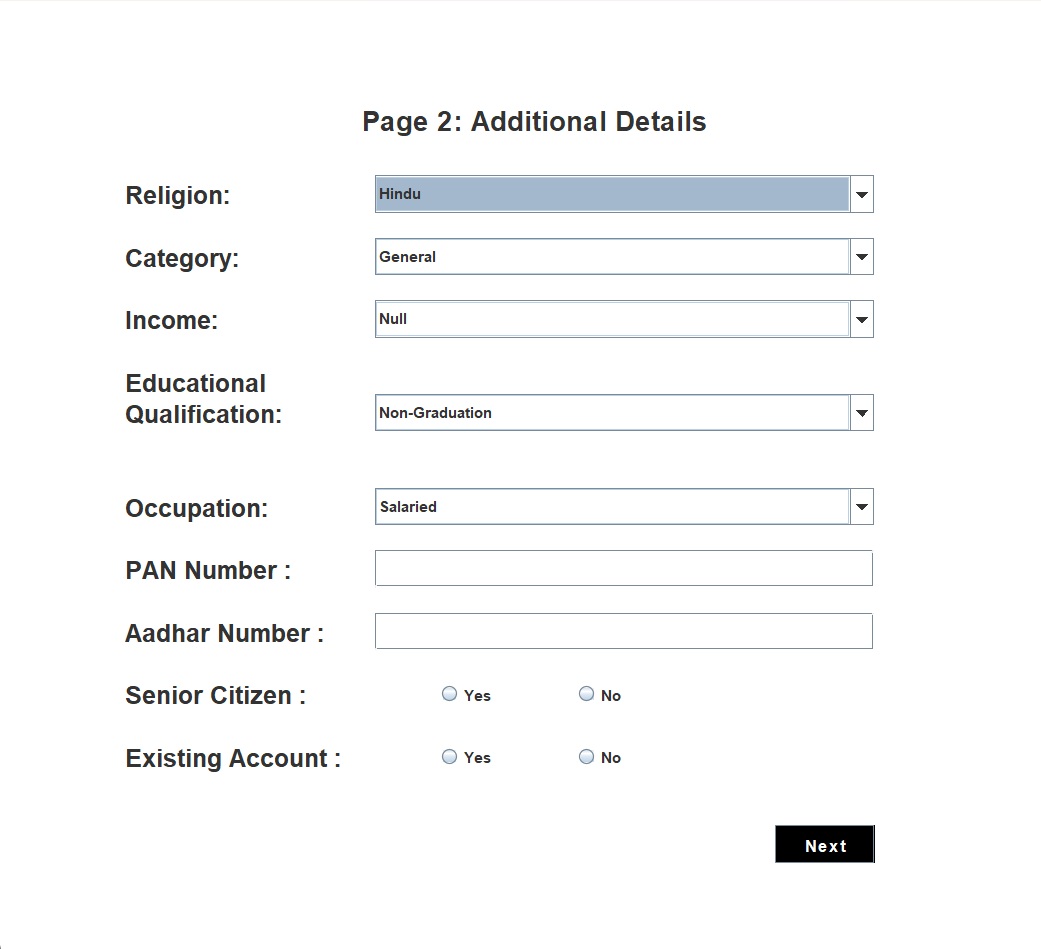 Page 2: Additional Details
Religion: Hindu
Category: General
Income: Null
Educational
Qualification: Non-Graduation
Occupation: Salaried
PAN Number :
Aadhar Number :
Senior Citizen : Yes No
Existing Account : Yes No
Next